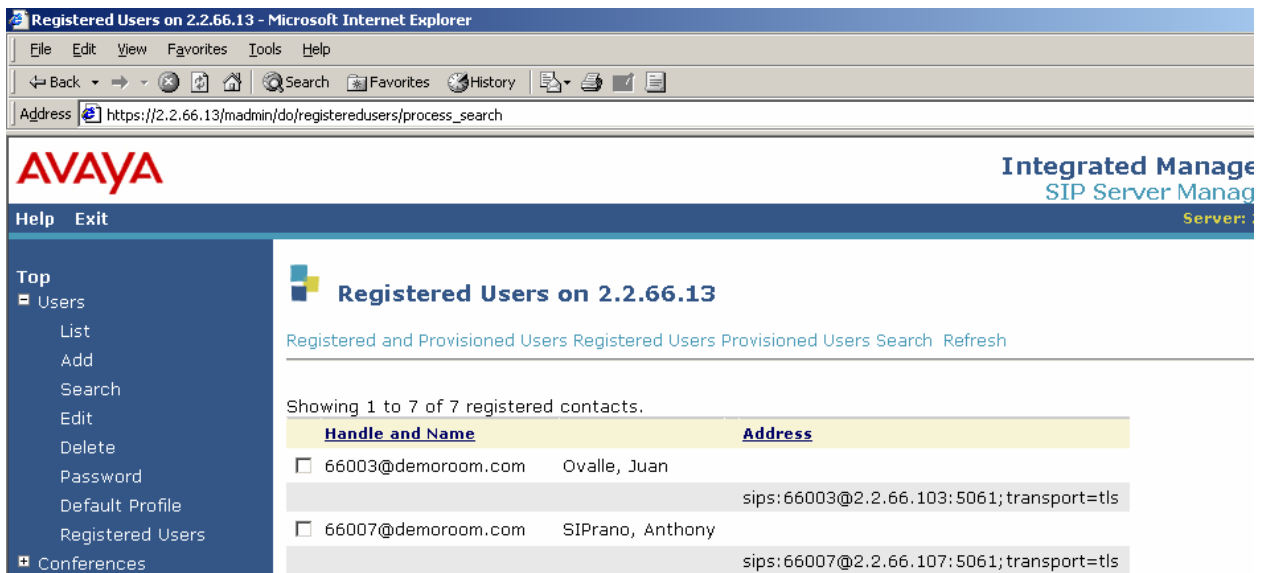 Registered Users on 2.2.66.13 - Microsoft Internet Explorer
File Edit View Favorites Tools Help
Back Search Favorites History
Address https://2.2.66.13/madmin/do/registeredusers/process_search
AVAYA
Integrated Manage
SIP Server Manag
Help Exit
Server:
Top
Users
List
Add
Search
Edit
Delete
Password
Default Profile
Registered Users
Conferences
Registered Users on 2.2.66.13
Registered and Provisioned Users Registered Users Provisioned Users Search Refresh
Showing 1 to 7 of 7 registered contacts.
Handle and Name Address
66003@demoroom.com Ovalle, Juan
sips:66003@2.2.66.103:5061;transport=tls
66007@demoroom.com SIPrano, Anthony
sips:66007@2.2.66.107:5061;transport=tls